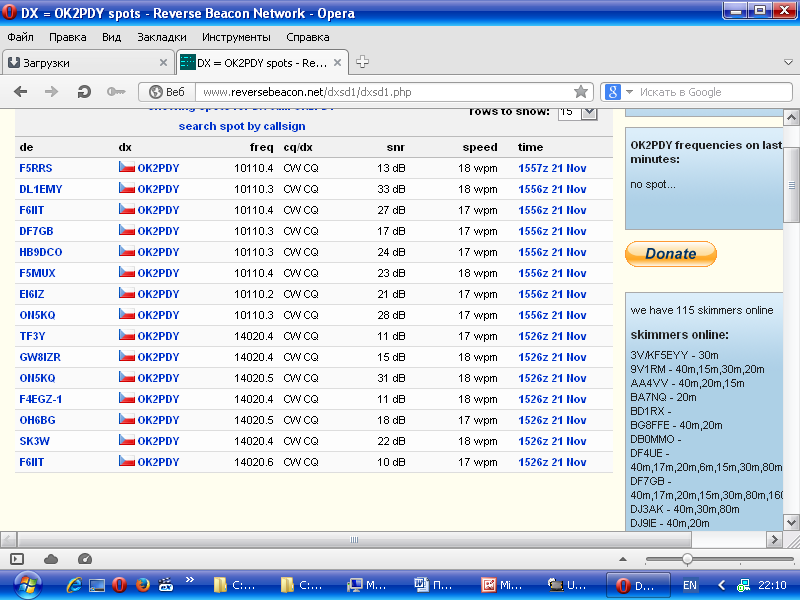 DX = OK2PDY spots - Reverse Beacon Network - Opera
Файл Правка Вид Закладки Инструменты Справка
Загрузки
DX = OK2PDY spots - Re...
Веб www.reversebeacon.net/dxsd1/dxsd1.php
Искать в Google
rows to show: 15
search spot by callsign
de dx freq cq/dx snr speed time
F5RRS OK2PDY 10110.4 CW CQ 13 dB 18 wpm 1557z 21 Nov
DL1EMY OK2PDY 10110.3 CW CQ 33 dB 18 wpm 1556z 21 Nov
F6IIT OK2PDY 10110.4 CW CQ 27 dB 17 wpm 1556z 21 Nov
DF7GB OK2PDY 10110.3 CW CQ 17 dB 17 wpm 1556z 21 Nov
HB9DCO OK2PDY 10110.3 CW CQ 24 dB 17 wpm 1556z 21 Nov
F5MUX OK2PDY 10110.4 CW CQ 23 dB 18 wpm 1556z 21 Nov
EI6IZ OK2PDY 10110.2 CW CQ 21 dB 17 wpm 1556z 21 Nov
ON5KQ OK2PDY 10110.3 CW CQ 28 dB 17 wpm 1556z 21 Nov
TF3Y OK2PDY 14020.4 CW CQ 11 dB 17 wpm 1526z 21 Nov
GW8IZR OK2PDY 14020.4 CW CQ 15 dB 18 wpm 1526z 21 Nov
ON5KQ OK2PDY 14020.5 CW CQ 31 dB 18 wpm 1526z 21 Nov
F4EGZ-1 OK2PDY 14020.4 CW CQ 11 dB 18 wpm 1526z 21 Nov
OH6BG OK2PDY 14020.5 CW CQ 18 dB 17 wpm 1526z 21 Nov
SK3W OK2PDY 14020.4 CW CQ 22 dB 18 wpm 1526z 21 Nov
F6IIT OK2PDY 14020.6 CW CQ 10 dB 17 wpm 1526z 21 Nov
OK2PDY frequencies on last
minutes:
no spot...
Donate
we have 115 skimmers online
skimmers online:
3V/KF5EYY - 30m
9V1RM - 40m,15m,30m,20m
AA4VV - 40m,20m,15m
BA7NQ - 20m
BD1RX -
BG8FFE - 40m,20m
DB0MMO -
DF4UE -
40m,17m,20m,6m,15m,30m,80m
DF7GB -
40m,17m,20m,15m,30m,80m,160
DJ3AK - 40m,30m,80m
DJ9IE - 40m,20m
C:... C:... M... П... Mi... U... D... EN 22:10